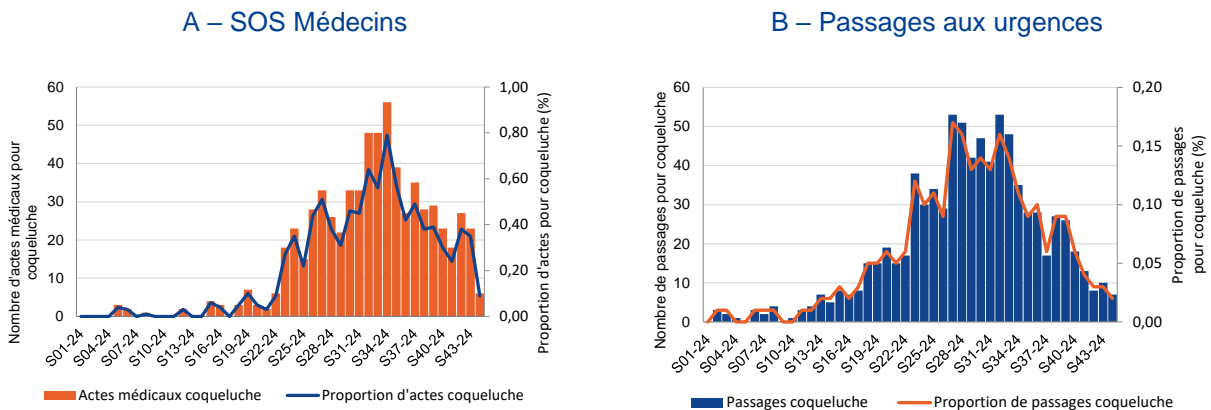 A – SOS Médecins
Nombre d'actes médicaux pour
coqueluche
60
50
40
30
20
10
0
1,00
0,80
0,60
0,40
0,20
0,00
Proportion d'actes pour coqueluche (%)
S01-24
S04-24
S07-24
S10-24
S13-24
S16-24
S19-24
S22-24
S25-24
S28-24
S31-24
S34-24
S37-24
S40-24
S43-24
Actes médicaux coqueluche
Proportion d'actes coqueluche
B – Passages aux urgences
Nombre de passages pour coqueluche
60
50
40
30
20
10
0
0,20
0,15
0,10
0,05
0,00
Proportion de passages
pour coqueluche (%)
S01-24
S04-24
S07-24
S10-24
S13-24
S16-24
S19-24
S22-24
S25-24
S28-24
S31-24
S34-24
S37-24
S40-24
S43-24
Passages coqueluche
Proportion de passages coqueluche